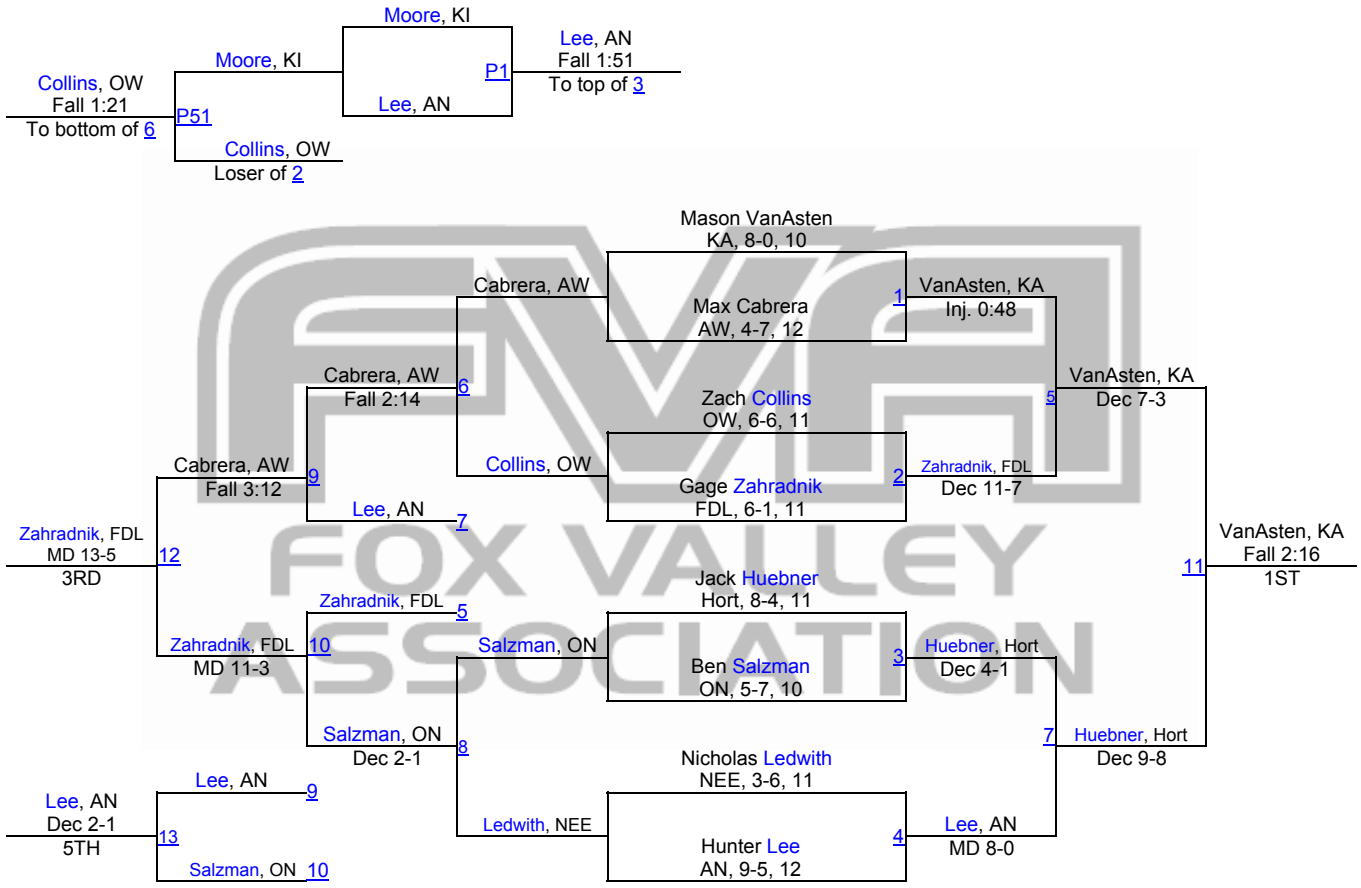 Moore, KI
Lee, AN
Fall 1:51
To top of 3
P1
Moore, KI
Lee, AN
Collins, OW
Fall 1:21
To bottom of 6
P51
Collins, OW
Loser of 2
Mason VanAsten
KA, 8-0, 10
Cabrera, AW
1
VanAsten, KA
Inj. 0:48
Max Cabrera
AW, 4-7, 12
Cabrera, AW
Fall 2:14
6
VanAsten, KA
Dec 7-3
5
Zach Collins
OW, 6-6, 11
Cabrera, AW
Fall 3:12
9
Collins, OW
2
Zahradnik, FDL
Dec 11-7
Gage Zahradnik
FDL, 6-1, 11
Lee, AN
7
FVA
FOX VALLEY
ASSOCIATION
Zahradnik, FDL
MD 13-5
3RD
12
VanAsten, KA
Fall 2:16
1ST
11
Jack Huebner
Hort, 8-4, 11
Zahradnik, FDL
5
Zahradnik, FDL
MD 11-3
10
Salzman, ON
3
Huebner, Hort
Dec 4-1
Ben Salzman
ON, 5-7, 10
Salzman, ON
Dec 2-1
8
7
Huebner, Hort
Dec 9-8
Nicholas Ledwith
NEE, 3-6, 11
Lee, AN
9
Lee, AN
Dec 2-1
5TH
13
Ledwith, NEE
4
Lee, AN
MD 8-0
Hunter Lee
AN, 9-5, 12
Salzman, ON
10